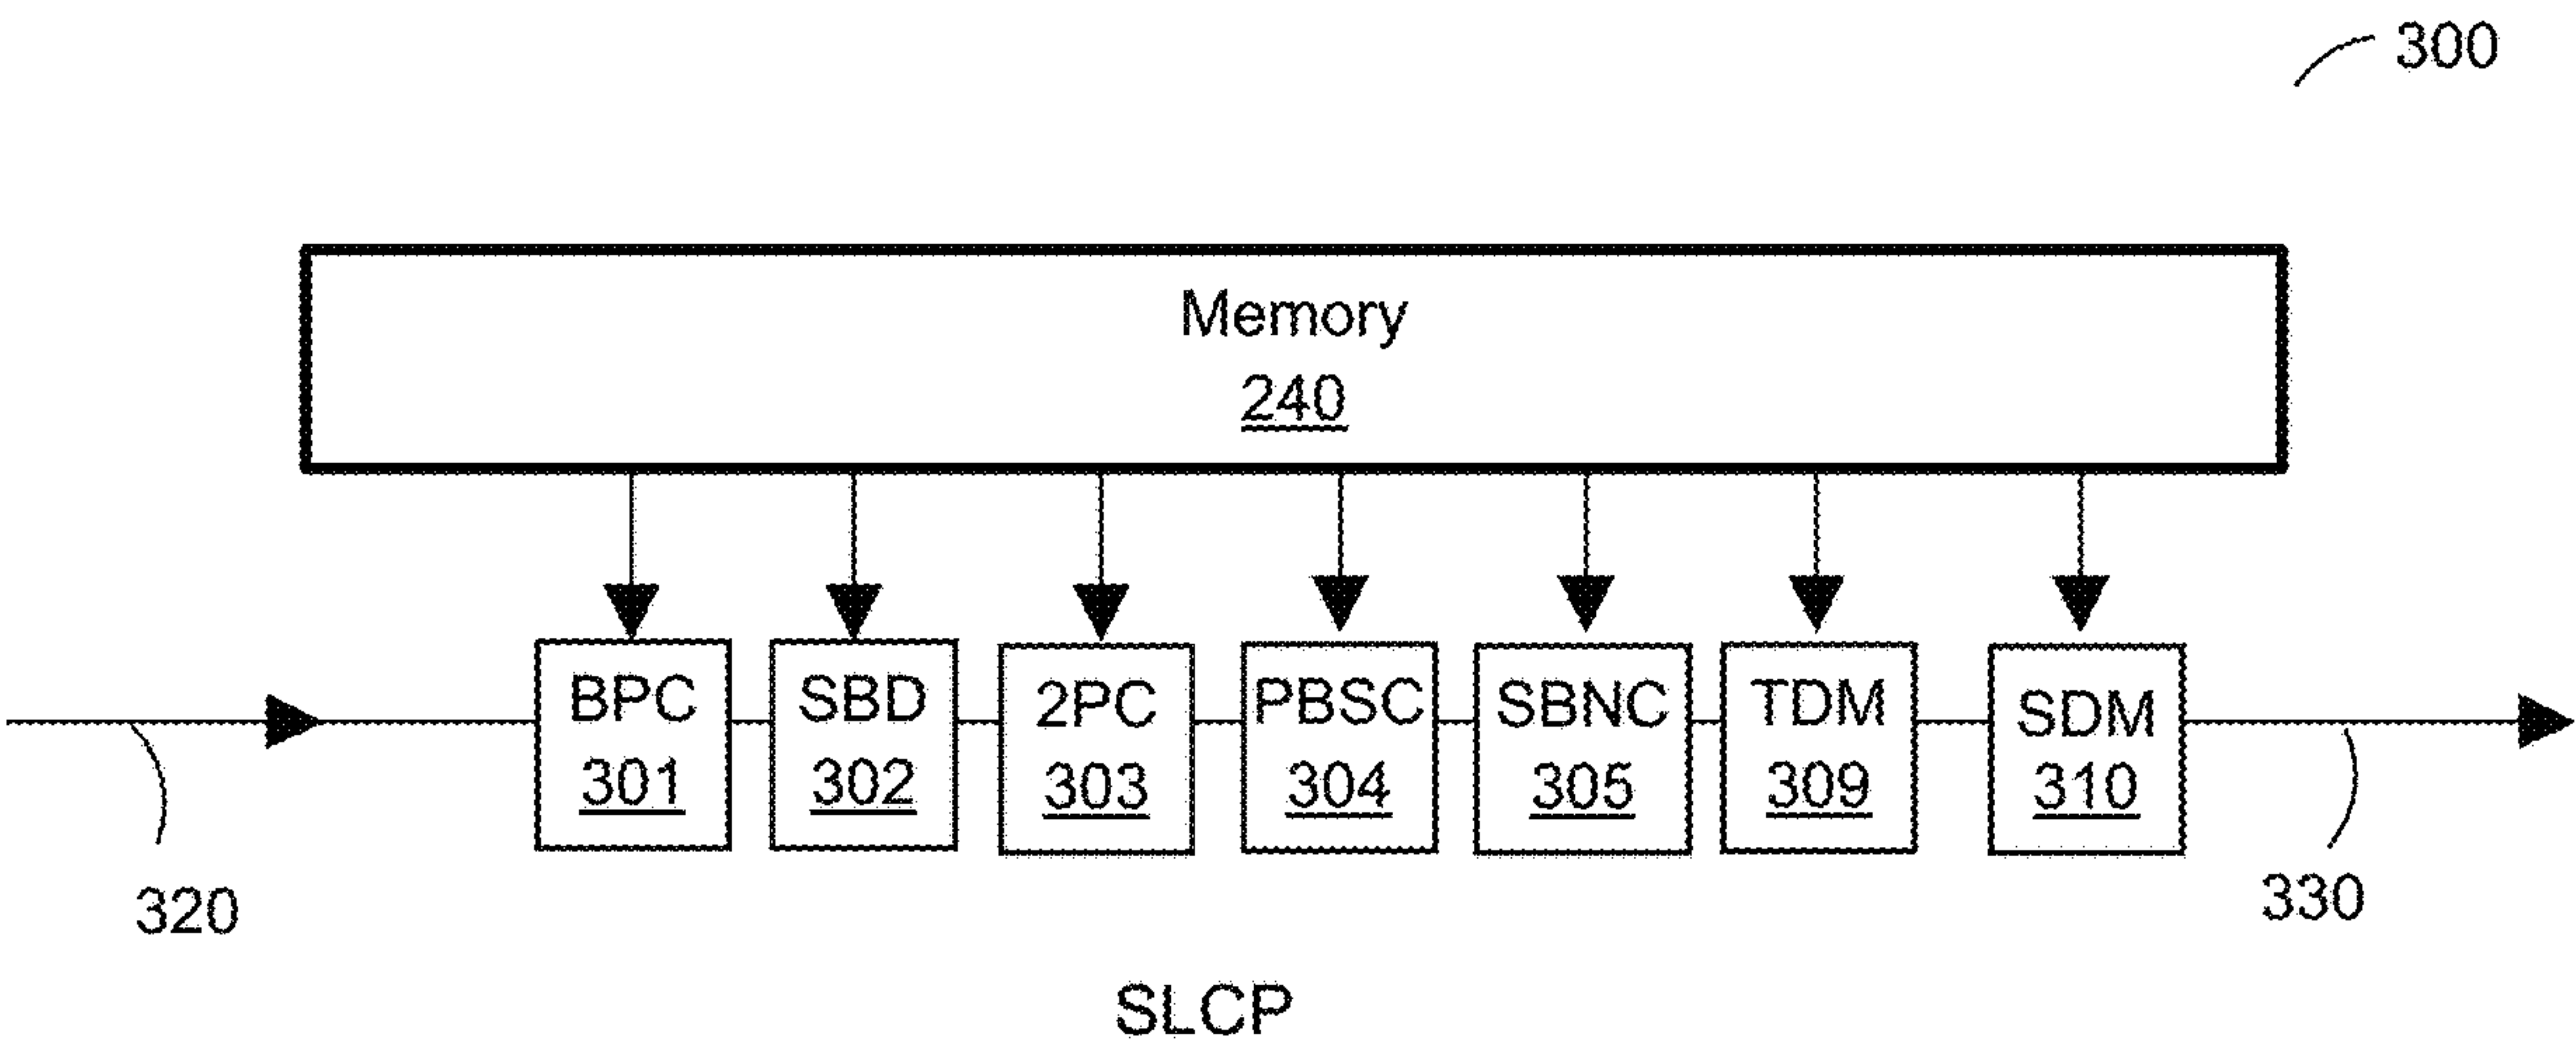 300
Memory
240
BPC
301
SBD
302
2PC
303
PBSC
304
SBNC
305
TDM
309
SDM
310
320
330
SLCP